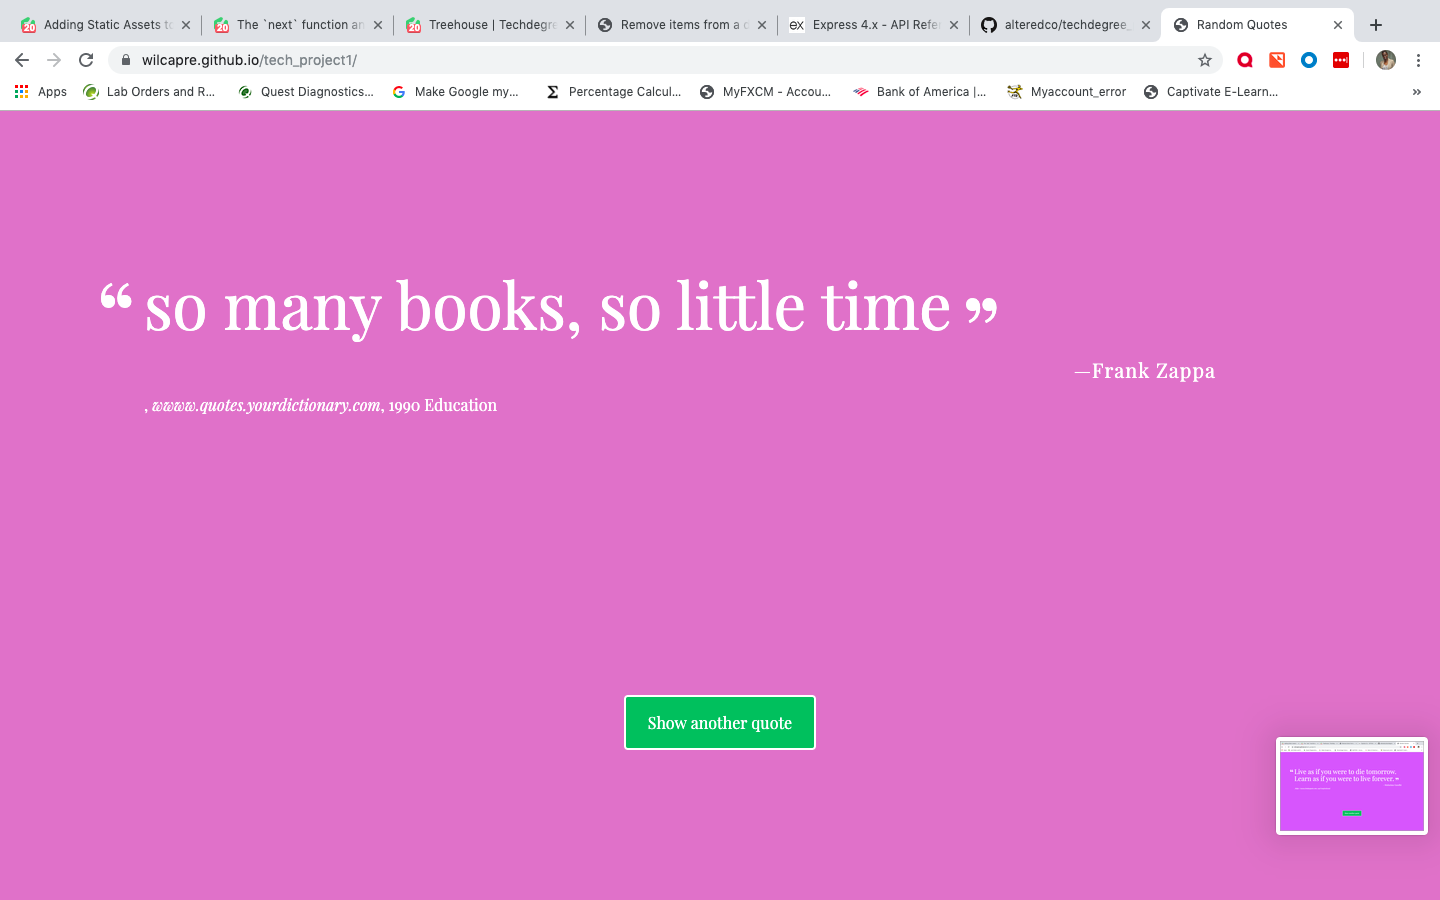 Adding Static Assets to
The `next` function an
Treehouse | Techdegre
Remove items from a c
Express 4.x - API Refer
alteredco/techdegree_
Random Quotes
wilcapre.github.io/tech_project1/
Apps
Lab Orders and R...
Quest Diagnostics...
Make Google my...
Percentage Calcul...
MyFXCM - Accou...
Bank of America |...
Myaccount_error
Captivate E-Learn...
“ so many books, so little time ”
—Frank Zappa
, wwww.quotes.yourdictionary.com, 1990 Education
Show another quote
“ Live as if you were to die tomorrow.
Learn as if you were to live forever. ”